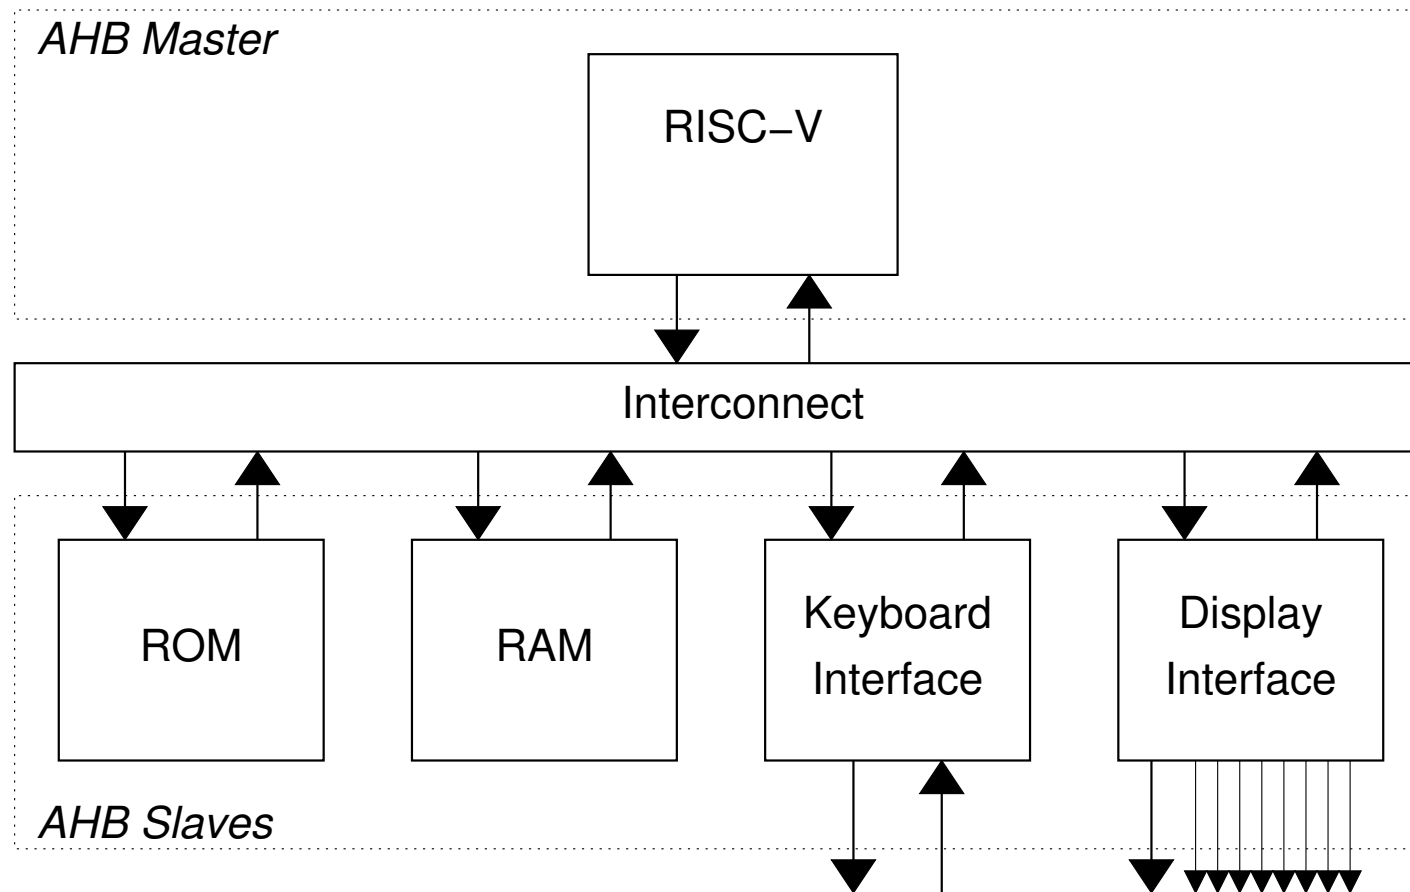 AHB Master
RISC−V
Interconnect
ROM
RAM
Keyboard
Interface
Display
Interface
AHB Slaves